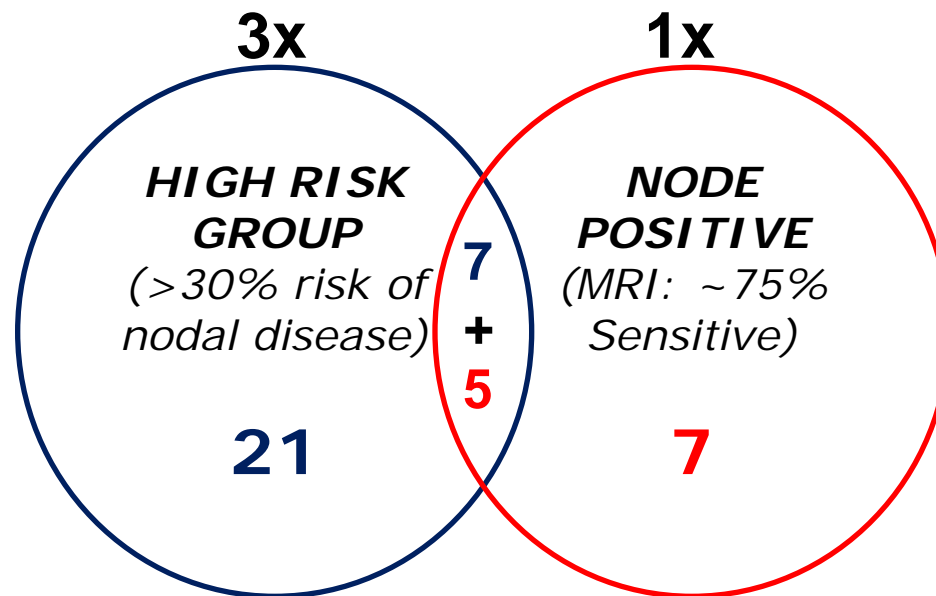 3x
1x
HIGH RISK
GROUP
(>30% risk of
nodal disease)
21
7
+
5
NODE
POSITIVE
(MRI: ~75%
Sensitive)
7